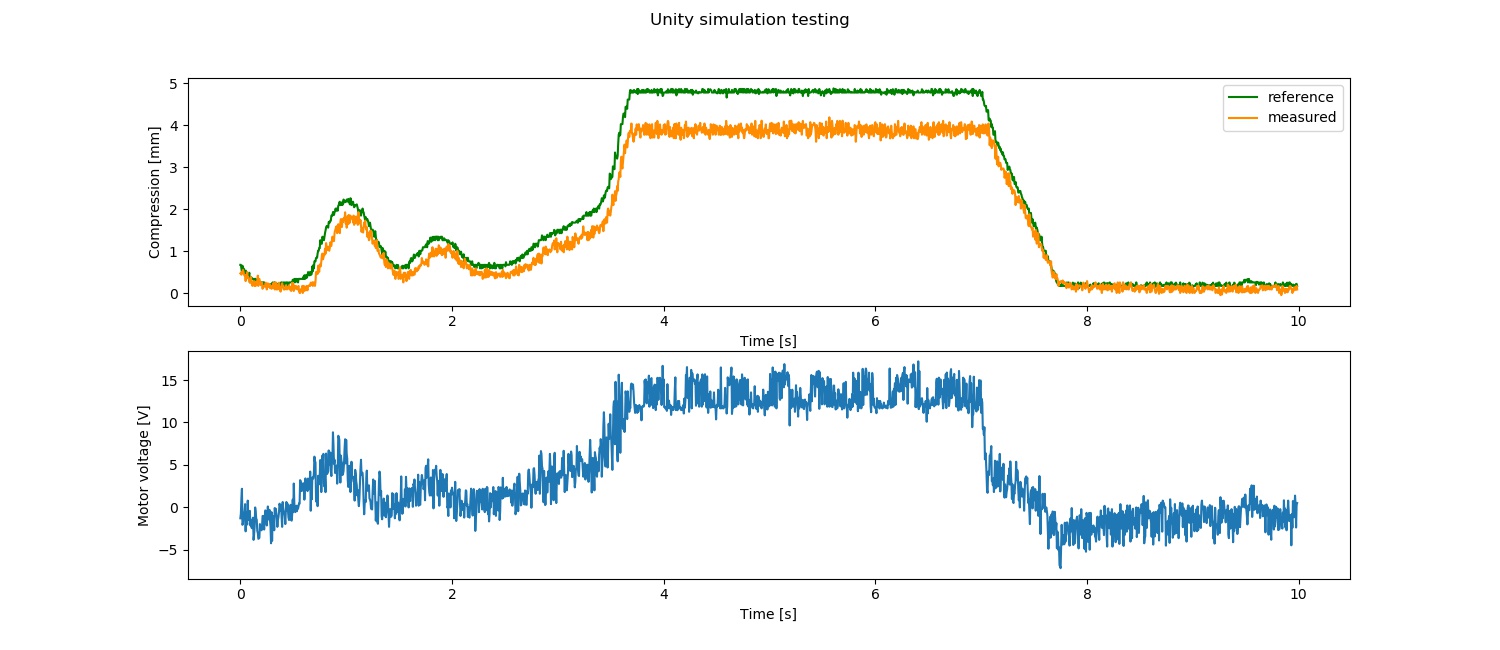 Unity simulation testing
5
4
3
2
1
0
Compression [mm]
reference
measured
0 2 4 6 8 10
Time [s]
15
10
5
0
−5
Motor voltage [V]
0 2 4 6 8 10
Time [s]